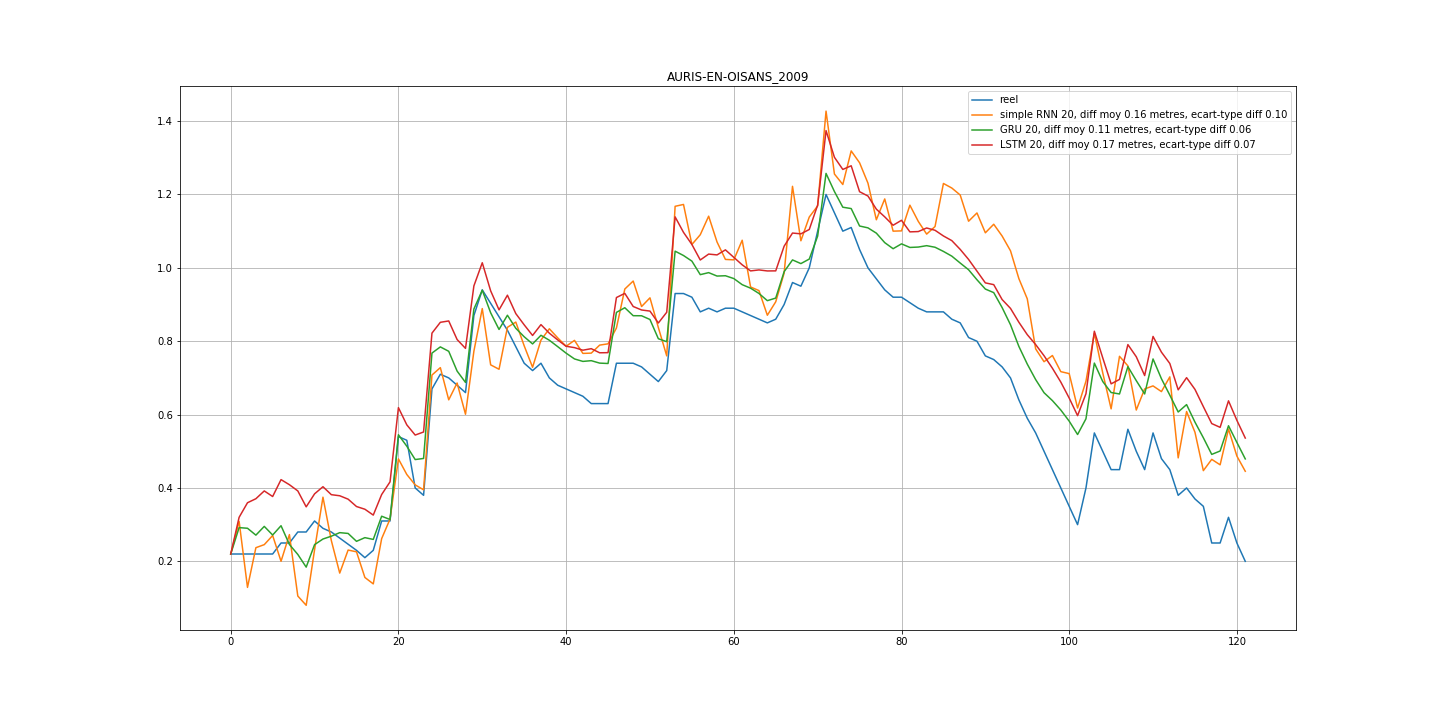 AURIS-EN-OISANS_2009
reel
simple RNN 20, diff moy 0.16 metres, ecart-type diff 0.10
GRU 20, diff moy 0.11 metres, ecart-type diff 0.06
LSTM 20, diff moy 0.17 metres, ecart-type diff 0.07
1.4
1.2
1.0
0.8
0.6
0.4
0.2
0 20 40 60 80 100 120